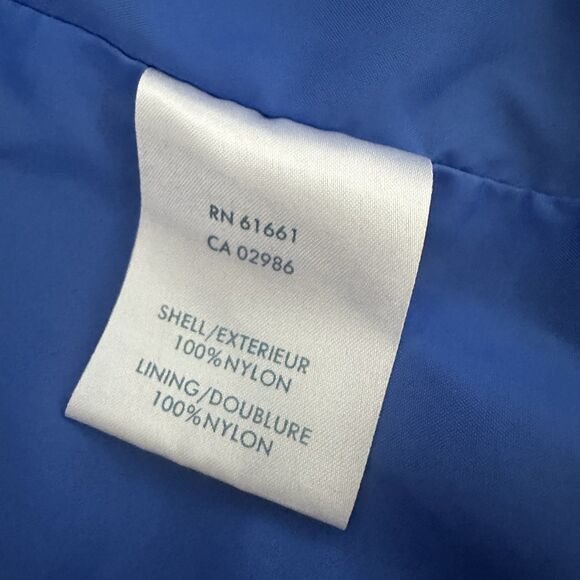 RN 61661
CA 02986
SHELL/EXTERIEUR
100%NYLON
LINING/DOUBLURE
100%NYLON